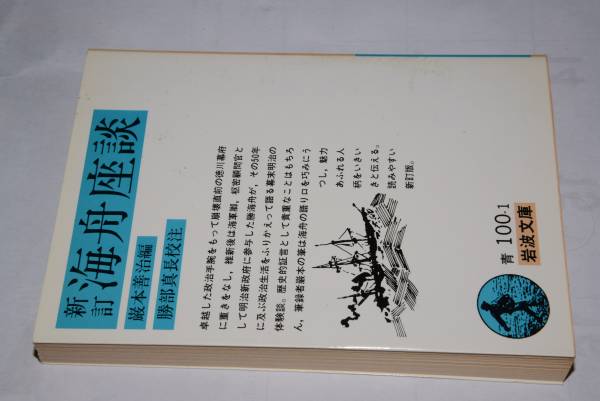 新訂 海舟座談
巌本善治編
勝部真長校注
卓越した政治手腕をもって崩壊直前の徳川幕府
に重きをなし，維新後は海軍卿，枢密顧問官と
して明治新政府に参与した勝海舟が，その50年
に及ぶ政治生活をふりかえって語る幕末明治の
体験談。歴史的証言として貴重なことはもちろ
ん，筆録者巌本の筆は海舟の語り口を巧みにう
つし，魅力
あふれる人
柄をいきい
きと伝える。
読みやすい
新訂版。
青 100-1
岩波文庫